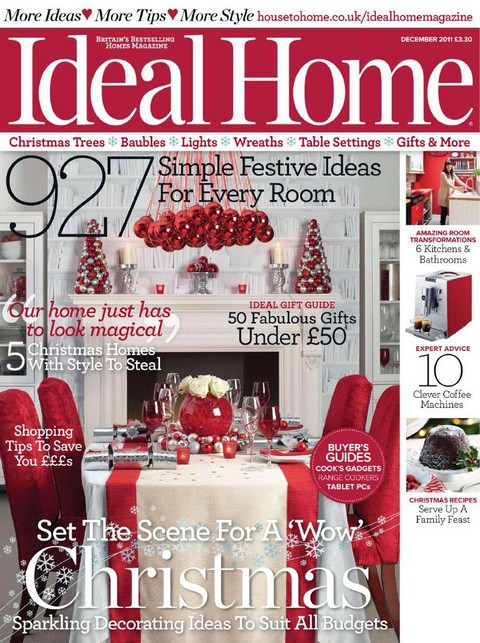 More Ideas♥More Tips♥More Style housetohome.co.uk/idealhomemagazine
BRITAIN'S BESTSELLING
HOMES MAGAZINE
DECEMBER 2011 £3.30
Ideal Home
Christmas Trees ❄ Baubles ❄ Lights ❄ Wreaths ❄ Table Settings ❄ Gifts & More
927 Simple Festive Ideas
For Every Room
AMAZING ROOM
TRANSFORMATIONS
6 Kitchens &
Bathrooms
"Our home just has
to look magical"
5 Christmas Homes
With Style To Steal
IDEAL GIFT GUIDE
50 Fabulous Gifts
Under £50
EXPERT ADVICE
10
Clever Coffee
Machines
Shopping
Tips To Save
You £££s
BUYER'S
GUIDES
COOK'S GADGETS
RANGE COOKERS
TABLET PCs
CHRISTMAS RECIPES
Serve Up A
Family Feast
Set The Scene For A 'Wow'
Christmas
Sparkling Decorating Ideas To Suit All Budgets